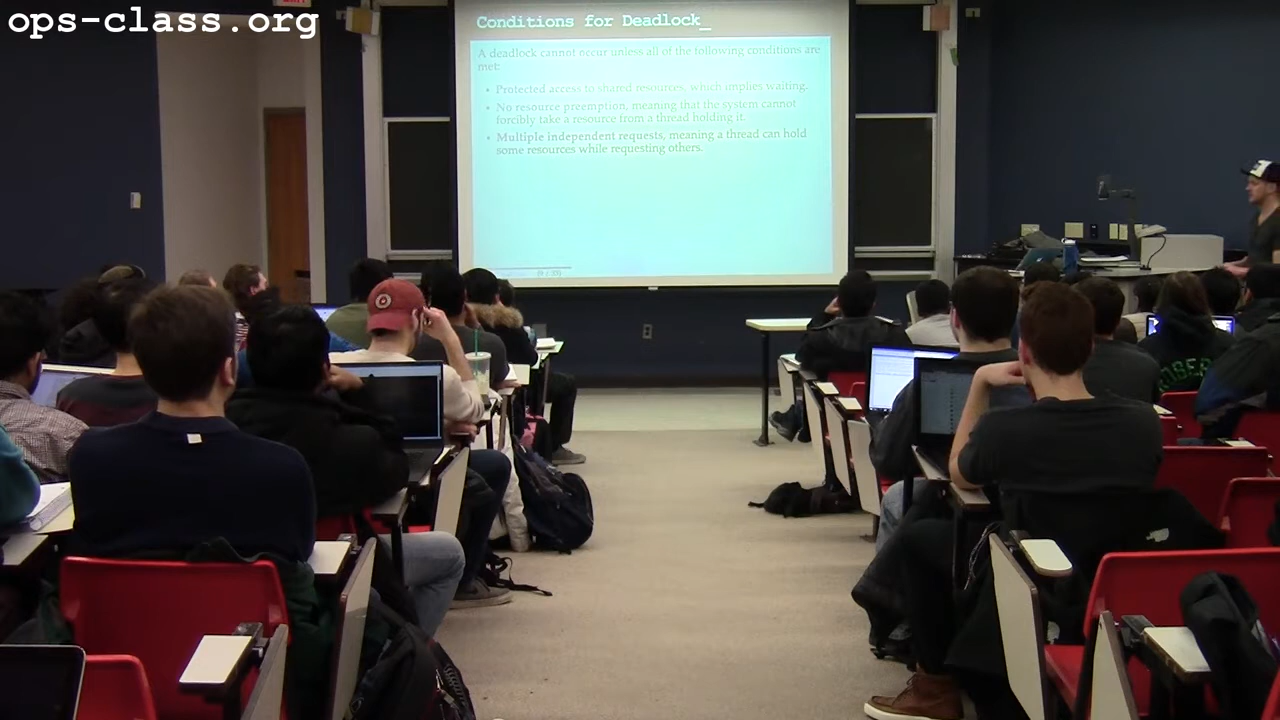 ops-class.org
Conditions for Deadlock_
A deadlock cannot occur unless all of the following conditions are
met:
• Protected access to shared resources, which implies waiting.
• No resource preemption, meaning that the system cannot
forcibly take a resource from a thread holding it.
• Multiple independent requests, meaning a thread can hold
some resources while requesting others.